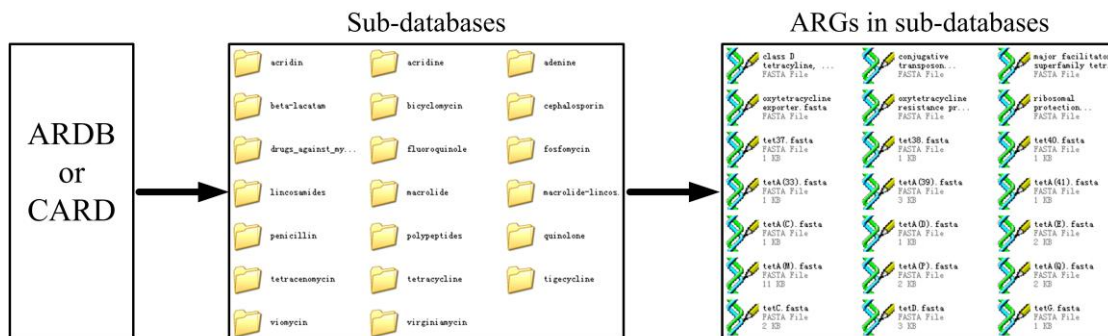 Sub-databases
ARGs in sub-databases
ARDB
or
CARD
acridin
acridine
adenine
beta-lacatam
bicyclomycin
cephalosporin
drugs_against_my...
fluoroquinole
fosfomycin
lincosamides
macrolide
macrolide-lincos.
penicillin
polypeptides
quinolone
tetracenomycin
tetracycline
tigecycline
viomycin
virginiamycin
class D
tetracyline, ...
FASTA File
conjugative
transposon...
FASTA File
major facilitato
superfamily tetr
FASTA File
oxytetracycline
exporter.fasta
FASTA File
oxytetracycline
resistance pr...
FASTA File
ribosomal
protection...
FASTA File
tet37.fasta
FASTA File
1 KB
tet38.fasta
FASTA File
1 KB
tet40.fasta
FASTA File
1 KB
tetA(33).fasta
FASTA File
1 KB
tetA(39).fasta
FASTA File
3 KB
tetA(41).fasta
FASTA File
1 KB
tetA(C).fasta
FASTA File
1 KB
tetA(D).fasta
FASTA File
1 KB
tetA(E).fasta
FASTA File
2 KB
tetA(M).fasta
FASTA File
11 KB
tetA(P).fasta
FASTA File
2 KB
tetA(Q).fasta
FASTA File
2 KB
tetC.fasta
FASTA File
2 KB
tetD.fasta
FASTA File
3 KB
tetG.fasta
FASTA File
1 KB